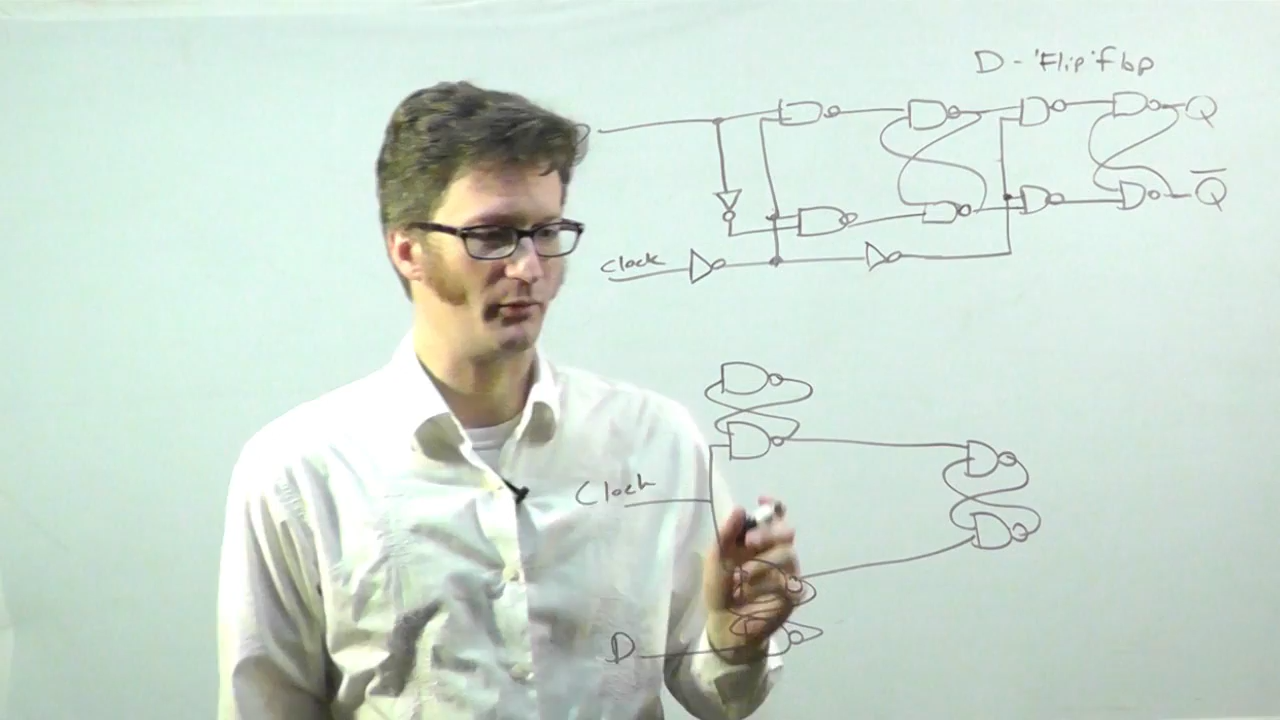 D - 'Flip' flop
Q
Q̅
Clock
Clock
D